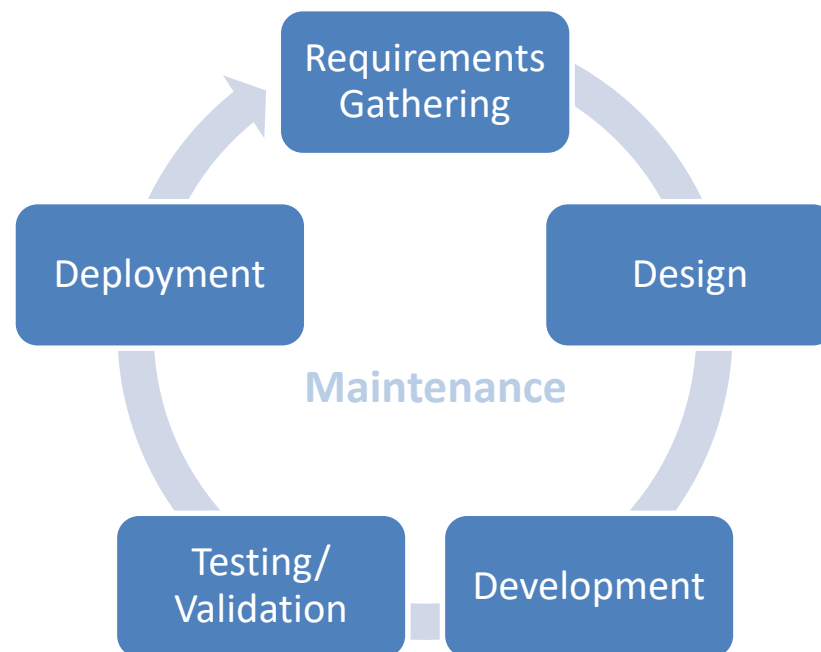 Requirements
Gathering
Deployment
Design
Maintenance
Testing/
Validation
Development